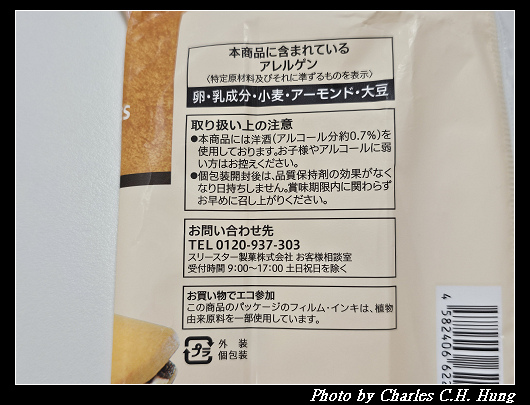 本商品に含まれている
アレルゲン
〈特定原材料及びそれに準ずるものを表示〉
卵・乳成分・小麦・アーモンド・大豆
取り扱い上の注意
●本商品には洋酒(アルコール分約0.7%)を
使用しております。お子様やアルコールに弱
い方はお控えください。
●個包装開封後は、品質保持剤の効果がなく
なり日持ちしません。賞味期限内に関わらず
お早めに召し上がりください。
お問い合わせ先
TEL 0120-937-303
スリースター製菓株式会社 お客様相談室
受付時間 9:00~17:00 土日祝日を除く
お買い物でエコ参加
この商品のパッケージのフィルム・インキは、植物
由来原料を一部使用しています。
プラ
外 装
個包装
4 582406 623
Photo by Charles C.H. Hung